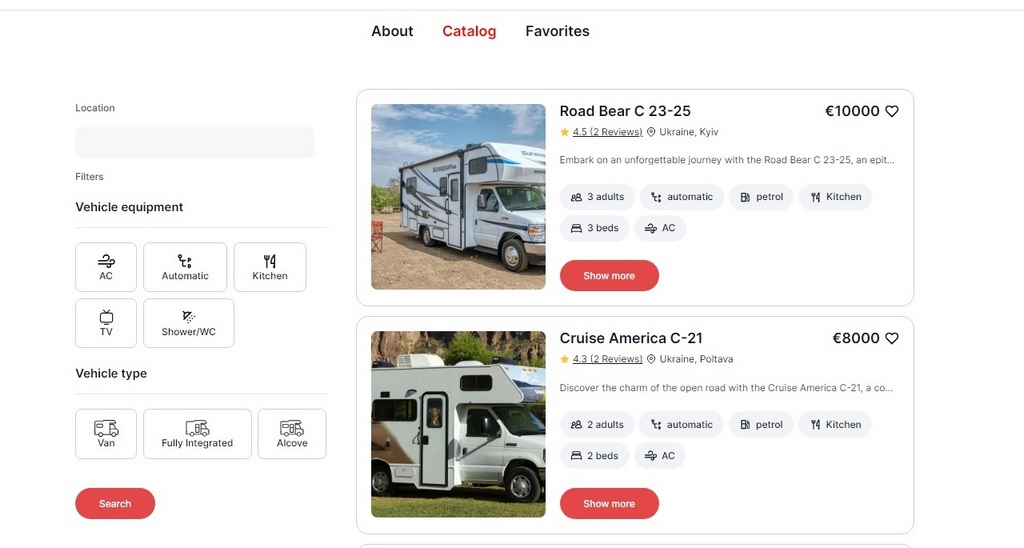 About Catalog Favorites
Location
Filters
Vehicle equipment
AC Automatic Kitchen
TV Shower/WC
Vehicle type
Van Fully Integrated Alcove
Search
Road Bear C 23-25 €10000
4.5 (2 Reviews) Ukraine, Kyiv
Embark on an unforgettable journey with the Road Bear C 23-25, an epit...
3 adults automatic petrol Kitchen
3 beds AC
Show more
Cruise America C-21 €8000
4.3 (2 Reviews) Ukraine, Poltava
Discover the charm of the open road with the Cruise America C-21, a co...
2 adults automatic petrol Kitchen
2 beds AC
Show more